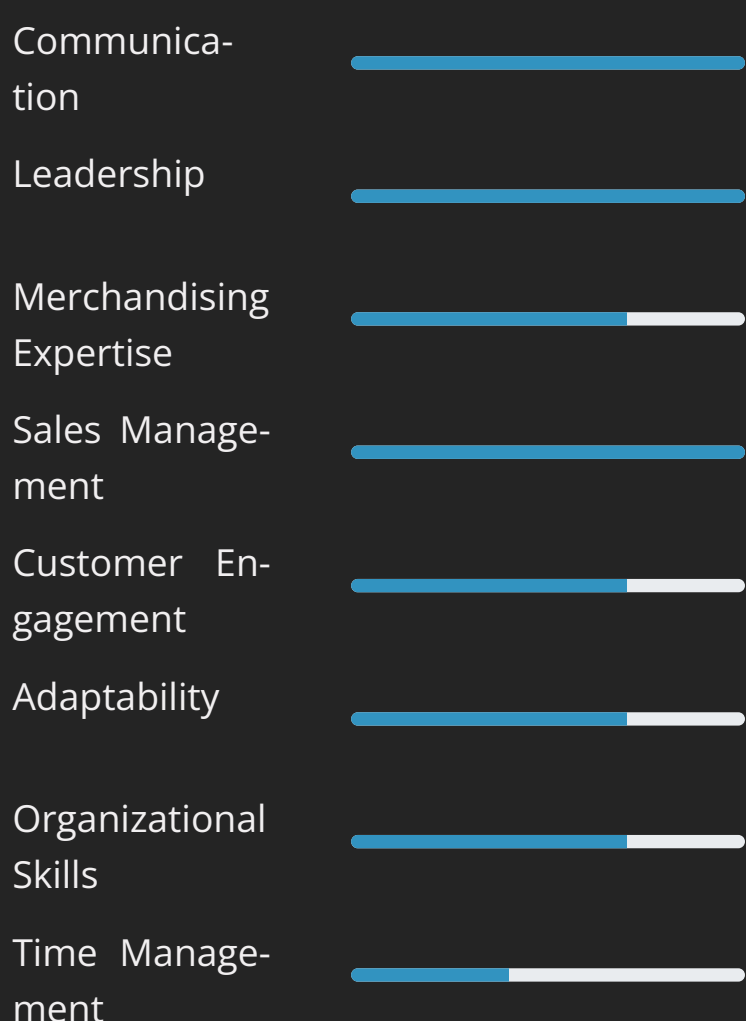 Communica-
tion
Leadership
Merchandising
Expertise
Sales Manage-
ment
Customer En-
gagement
Adaptability
Organizational
Skills
Time Manage-
ment